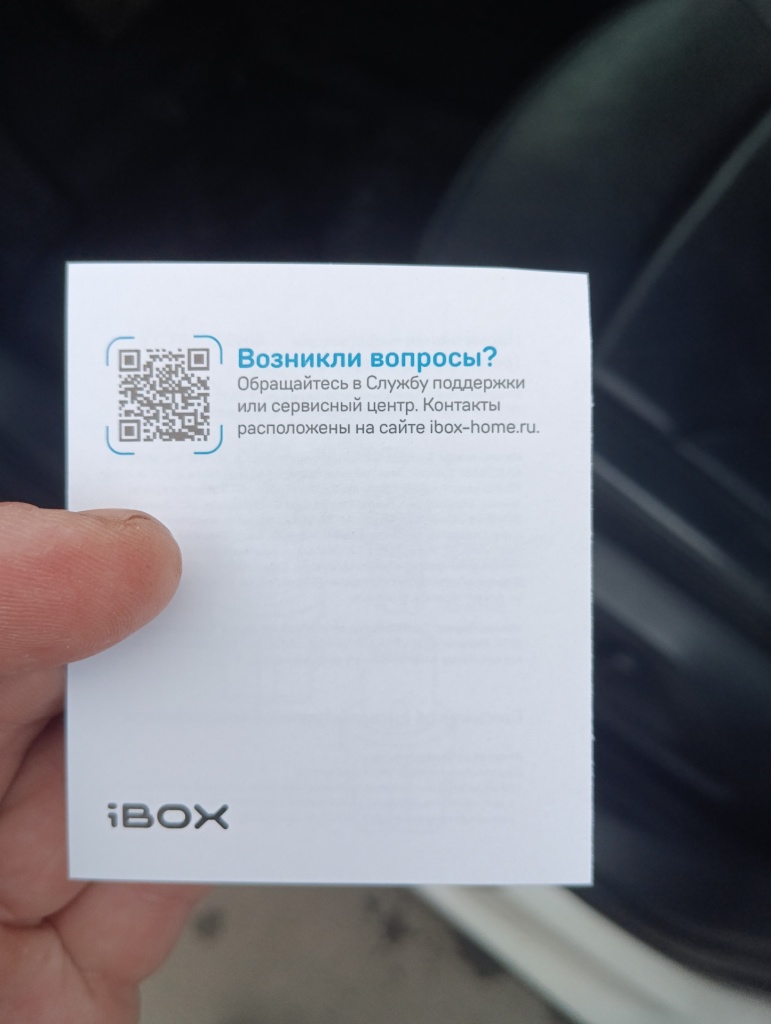 Возникли вопросы?
Обращайтесь в Службу поддержки
или сервисный центр. Контакты
расположены на сайте ibox-home.ru.
iBOX